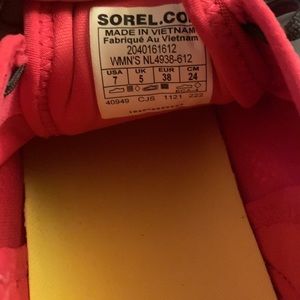 SOREL.CO
MADE IN VIETNAM
Fabriqué Au Vietnam
2040161612
WMN'S NL4938-612
USA UK EUR CM
7 5 38 24
40949 CJS 1121 222